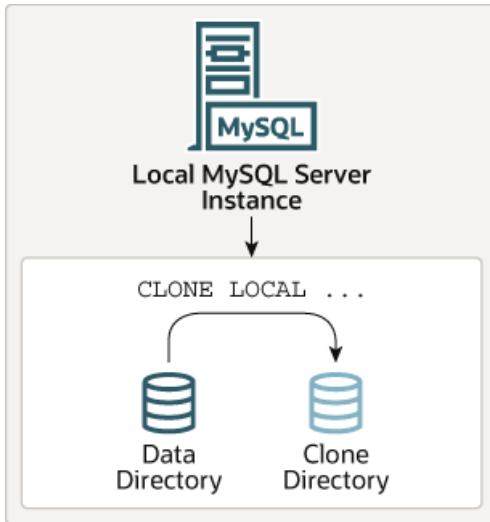 MySQL
Local MySQL Server
Instance
CLONE LOCAL ...
Data
Directory
Clone
Directory